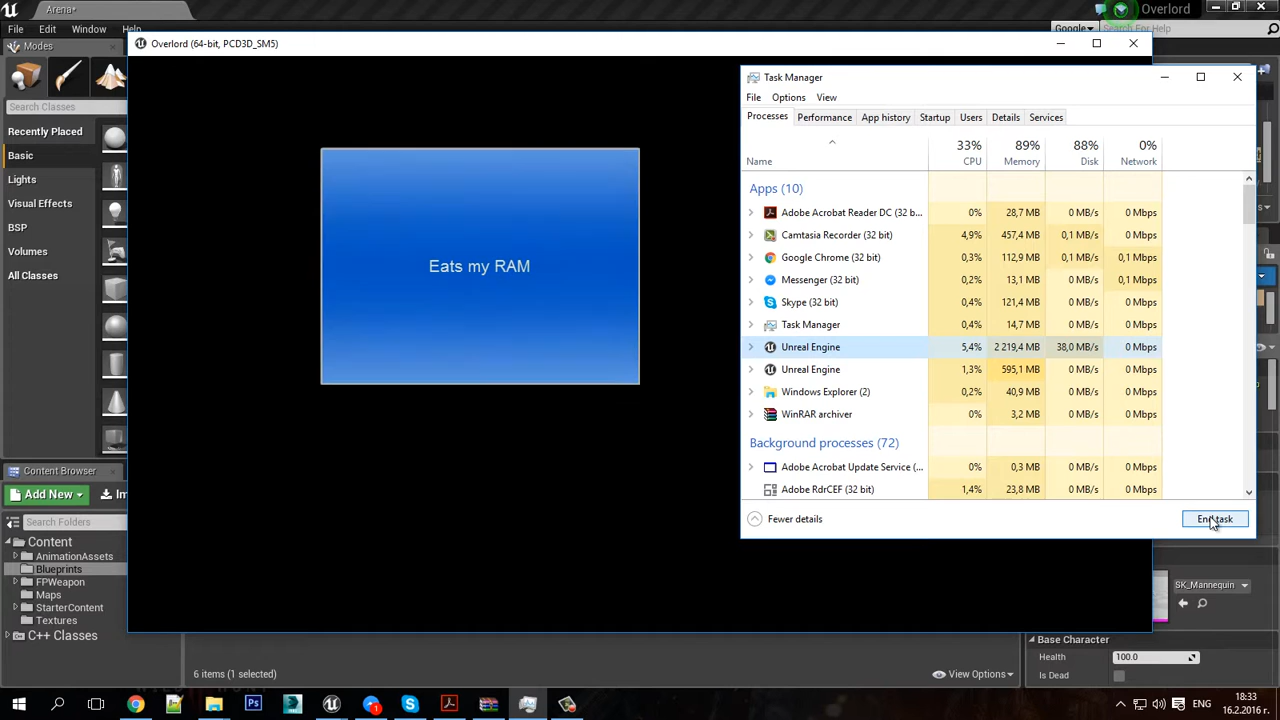 Arena*
Overlord
File Edit Window
Google Search For Help
Modes
Overlord (64-bit, PCD3D_SM5)
Search Classes
Recently Placed
Basic
Lights
Visual Effects
BSP
Volumes
All Classes
Eats my RAM
Task Manager
File Options View
Processes Performance App history Startup Users Details Services
33% 89% 88% 0%
Name CPU Memory Disk Network
Apps (10)
Adobe Acrobat Reader DC (32 b... 0% 28,7 MB 0 MB/s 0 Mbps
Camtasia Recorder (32 bit) 4,9% 457,4 MB 0,1 MB/s 0 Mbps
Google Chrome (32 bit) 0,3% 112,9 MB 0,1 MB/s 0 Mbps
Messenger (32 bit) 0,2% 13,1 MB 0 MB/s 0,1 Mbps
Skype (32 bit) 0,4% 121,4 MB 0 MB/s 0 Mbps
Task Manager 0,4% 14,7 MB 0 MB/s 0 Mbps
Unreal Engine 5,4% 2 219,4 MB 38,0 MB/s 0 Mbps
Unreal Engine 1,3% 595,1 MB 0 MB/s 0 Mbps
Windows Explorer (2) 0,2% 40,9 MB 0 MB/s 0 Mbps
WinRAR archiver 0% 3,2 MB 0 MB/s 0 Mbps
Background processes (72)
Adobe Acrobat Update Service (... 0% 0,3 MB 0 MB/s 0 Mbps
Adobe RdrCEF (32 bit) 1,4% 23,8 MB 0 MB/s 0 Mbps
Fewer details End task
Content Browser
Add New Im
Search Folders
Content
AnimationAssets
Blueprints
FPWeapon
Maps
StarterContent
Textures
C++ Classes
6 items (1 selected) View Options
SK_Mannequin
Base Character
Health 100.0
Is Dead
1
ENG 18:33
16.2.2016 г.